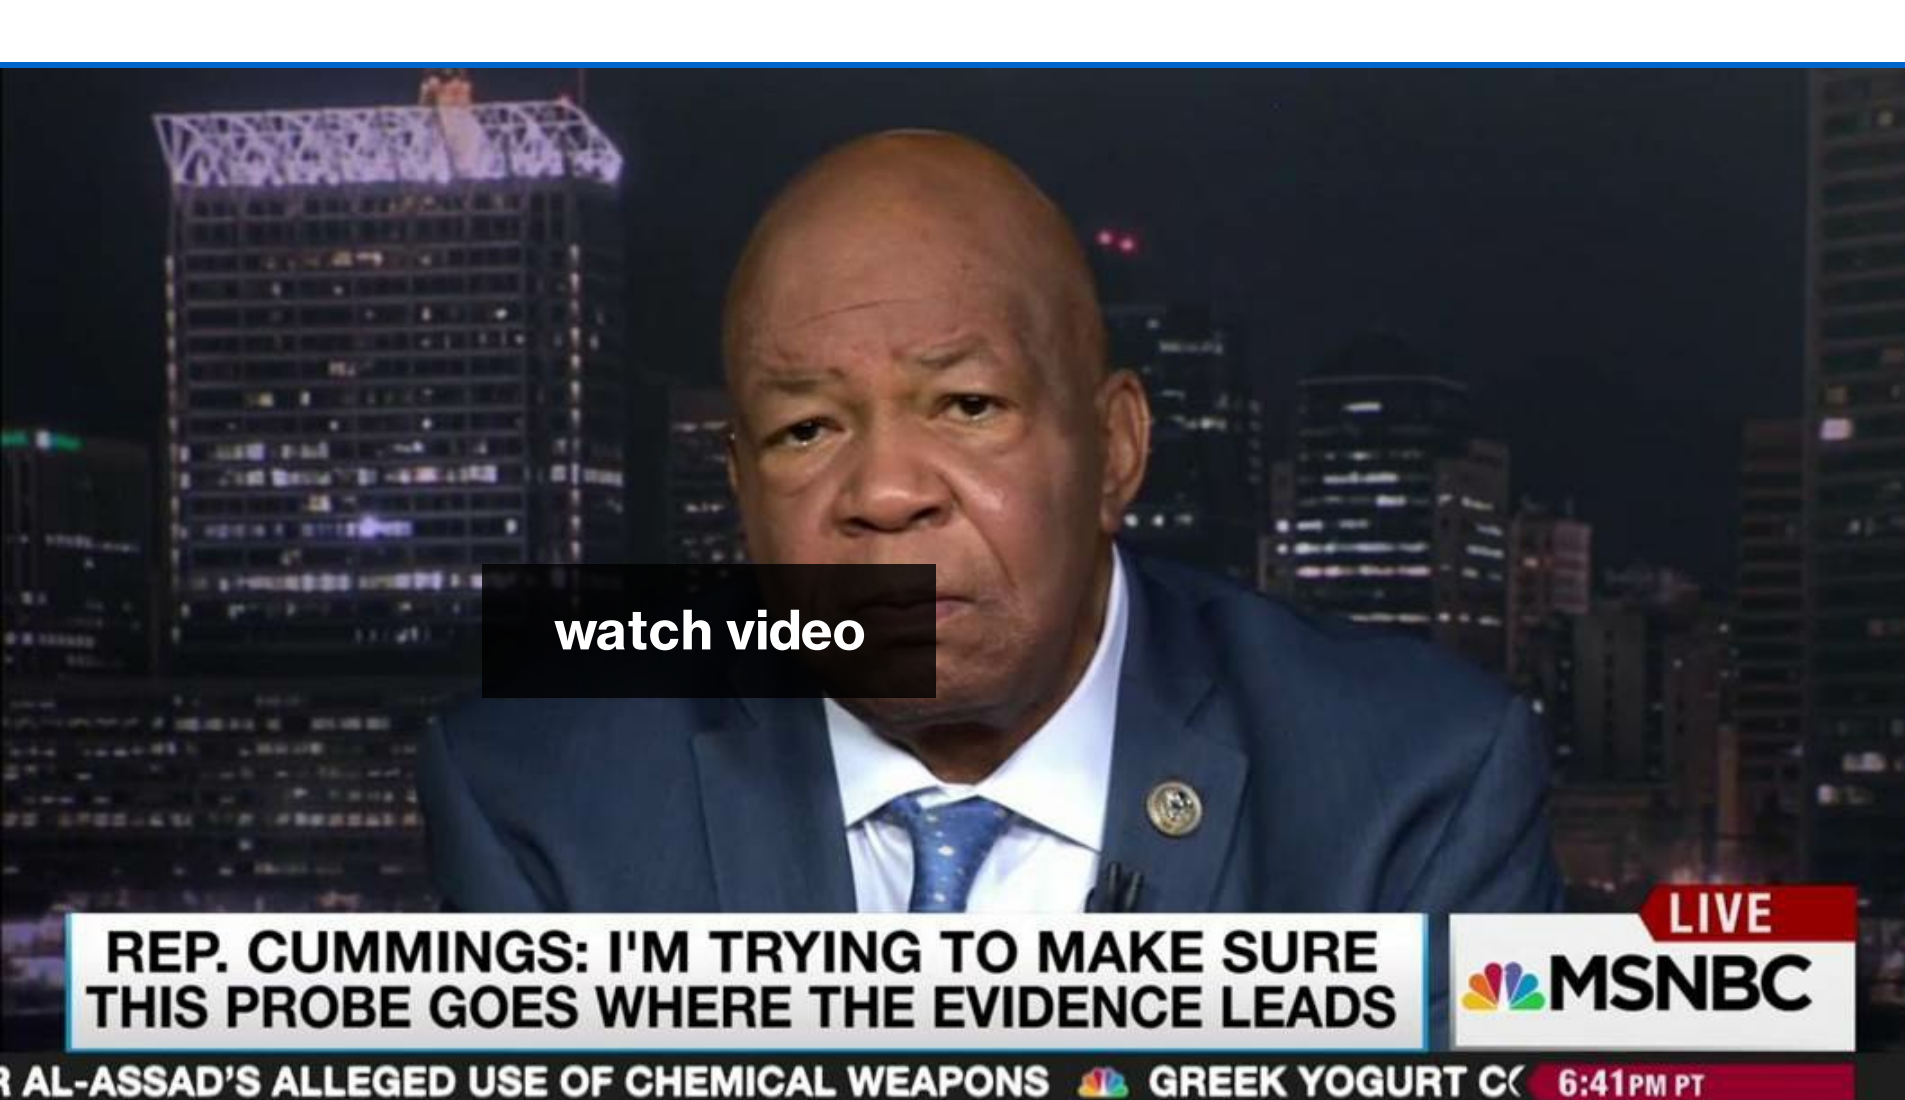 watch video
LIVE
REP. CUMMINGS: I'M TRYING TO MAKE SURE
THIS PROBE GOES WHERE THE EVIDENCE LEADS
MSNBC
AL-ASSAD'S ALLEGED USE OF CHEMICAL WEAPONS GREEK YOGURT
6:41PM PT